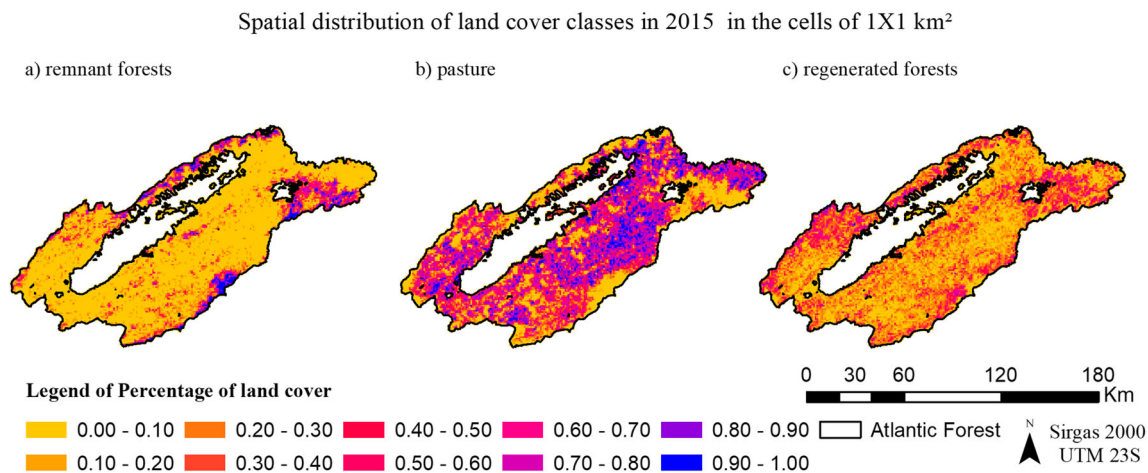 Spatial distribution of land cover classes in 2015 in the cells of 1X1 km²
a) remnant forests
b) pasture
c) regenerated forests
Legend of Percentage of land cover
0.00 - 0.10
0.20 - 0.30
0.40 - 0.50
0.60 - 0.70
0.80 - 0.90
0.10 - 0.20
0.30 - 0.40
0.50 - 0.60
0.70 - 0.80
0.90 - 1.00
0 30 60 120 180
Km
Atlantic Forest
N
Sirgas 2000
UTM 23S